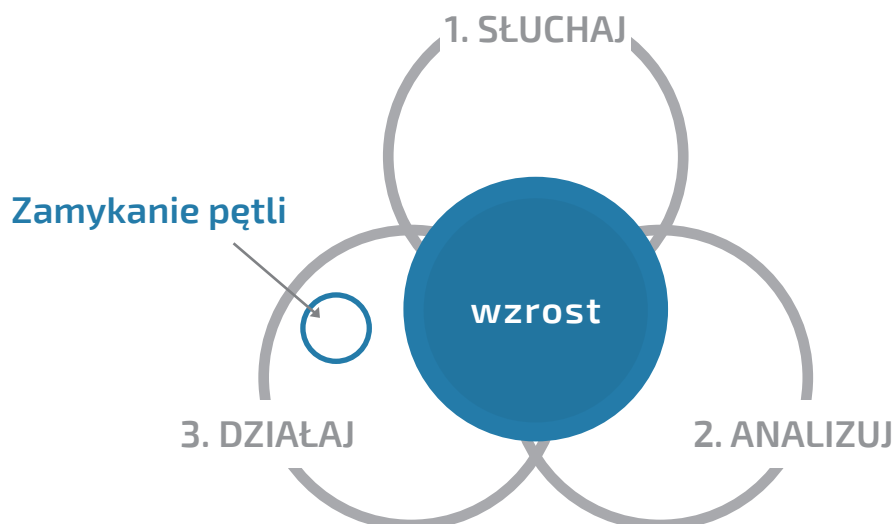 1. SŁUCHAJ
Zamykanie pętli
wzrost
3. DZIAŁAJ
2. ANALIZUJ